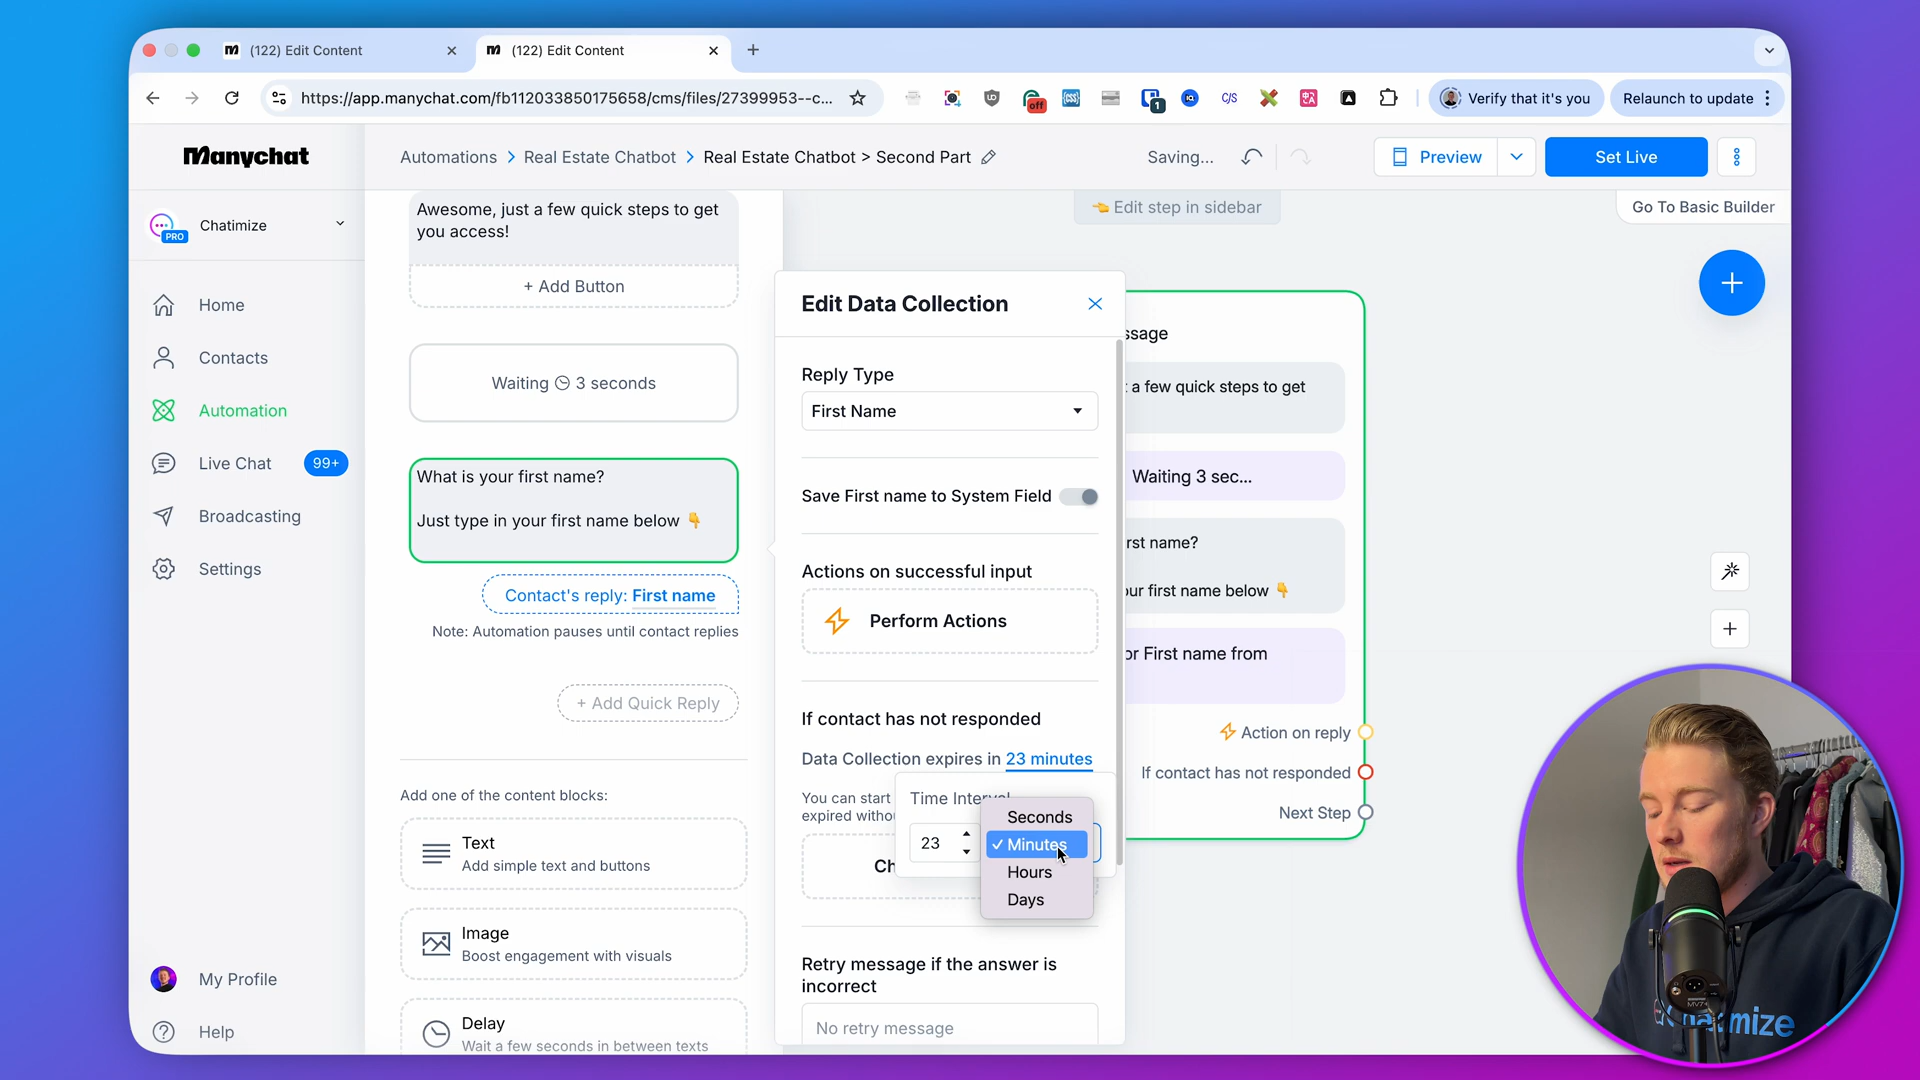 (122) Edit Content
(122) Edit Content
https://app.manychat.com/fb112033850175658/cms/files/27399953--c...
off
1
C/S
Verify that it's you
Relaunch to update
Manychat
Automations > Real Estate Chatbot > Real Estate Chatbot > Second Part
Saving...
Preview
Set Live
Chatimize
PRO
Home
Contacts
Automation
Live Chat
99+
Broadcasting
Settings
My Profile
Help
Awesome, just a few quick steps to get
you access!
+ Add Button
Waiting 3 seconds
What is your first name?
Just type in your first name below 👇
Contact's reply: First name
Note: Automation pauses until contact replies
+ Add Quick Reply
Add one of the content blocks:
Text
Add simple text and buttons
Image
Boost engagement with visuals
Delay
Wait a few seconds in between texts
Edit Data Collection
Reply Type
First Name
Save First name to System Field
Actions on successful input
Perform Actions
If contact has not responded
Data Collection expires in 23 minutes
You can start
expired witho
Time Interval
23
Seconds
✓ Minutes
Hours
Days
Ch
Retry message if the answer is
incorrect
No retry message
👈 Edit step in sidebar
Go To Basic Builder
ssage
t a few quick steps to get
Waiting 3 sec...
rst name?
our first name below 👇
or First name from
Action on reply
If contact has not responded
Next Step
MV7+